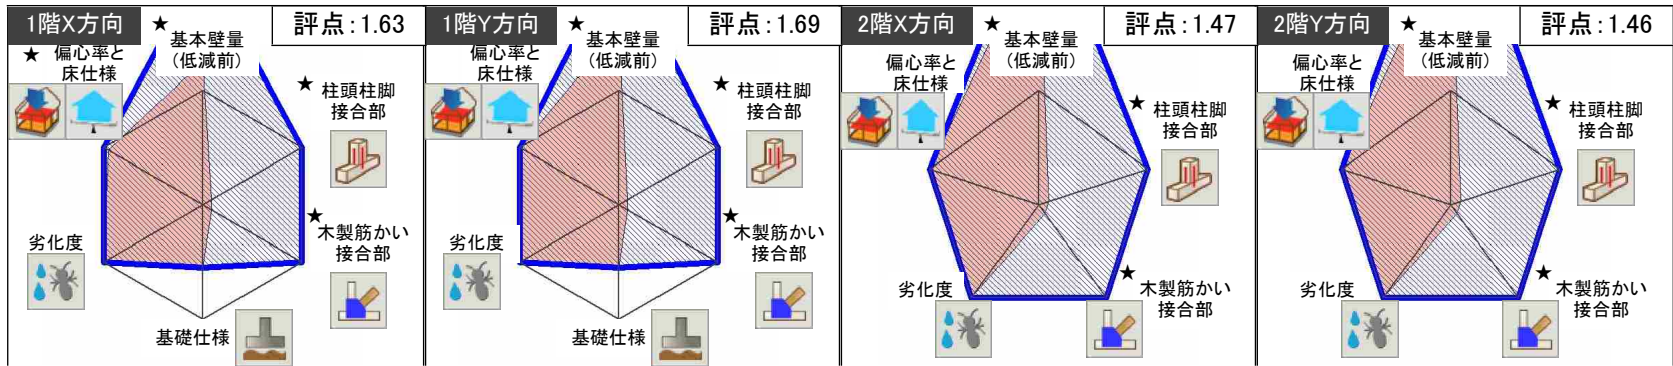 1階X方向
★
基本壁量
(低減前)
評点:1.63
★
偏心率と
床仕様
★
柱頭柱脚
接合部
★
木製筋かい
接合部
劣化度
基礎仕様
1階Y方向
★
基本壁量
(低減前)
評点:1.69
偏心率と
床仕様
★
柱頭柱脚
接合部
★
木製筋かい
接合部
劣化度
基礎仕様
2階X方向
★
基本壁量
(低減前)
評点:1.47
偏心率と
床仕様
★
柱頭柱脚
接合部
★
木製筋かい
接合部
劣化度
2階Y方向
★
基本壁量
(低減前)
評点:1.46
偏心率と
床仕様
★
柱頭柱脚
接合部
★
木製筋かい
接合部
劣化度